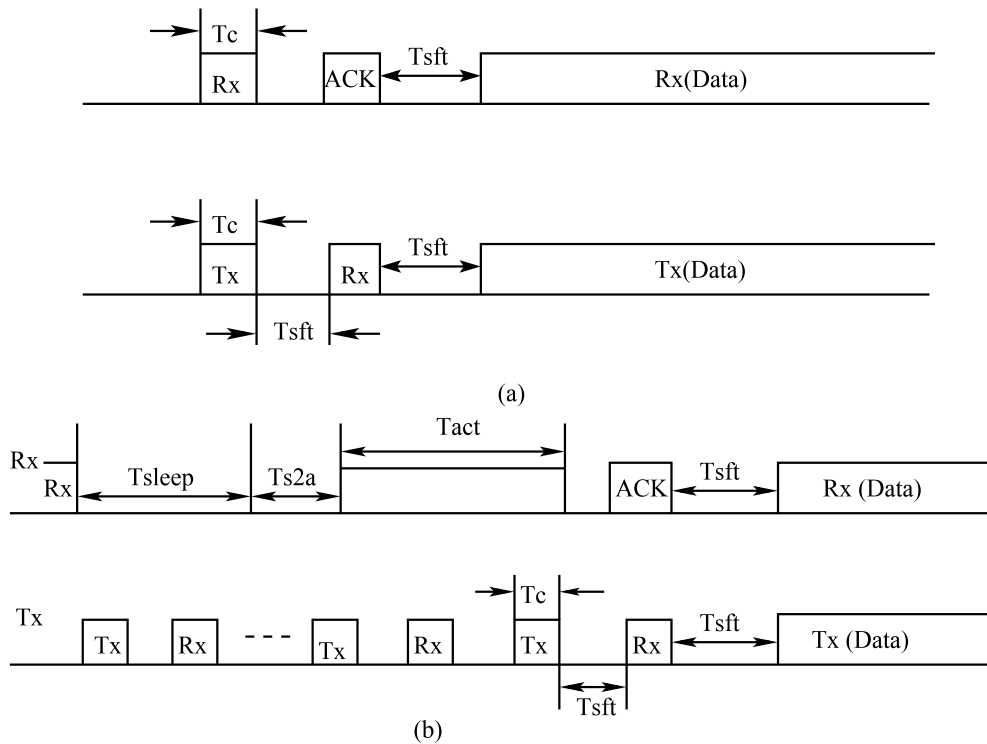 Tc
Rx
ACK
Tsft
Rx(Data)
Tc
Tx
Rx
Tsft
Tx(Data)
Tsft
(a)
Rx
Rx
Tsleep
Ts2a
Tact
ACK
Tsft
Rx (Data)
Tx
Tx
Rx
Tx
Rx
Tc
Tx
Rx
Tsft
Tx (Data)
Tsft
(b)